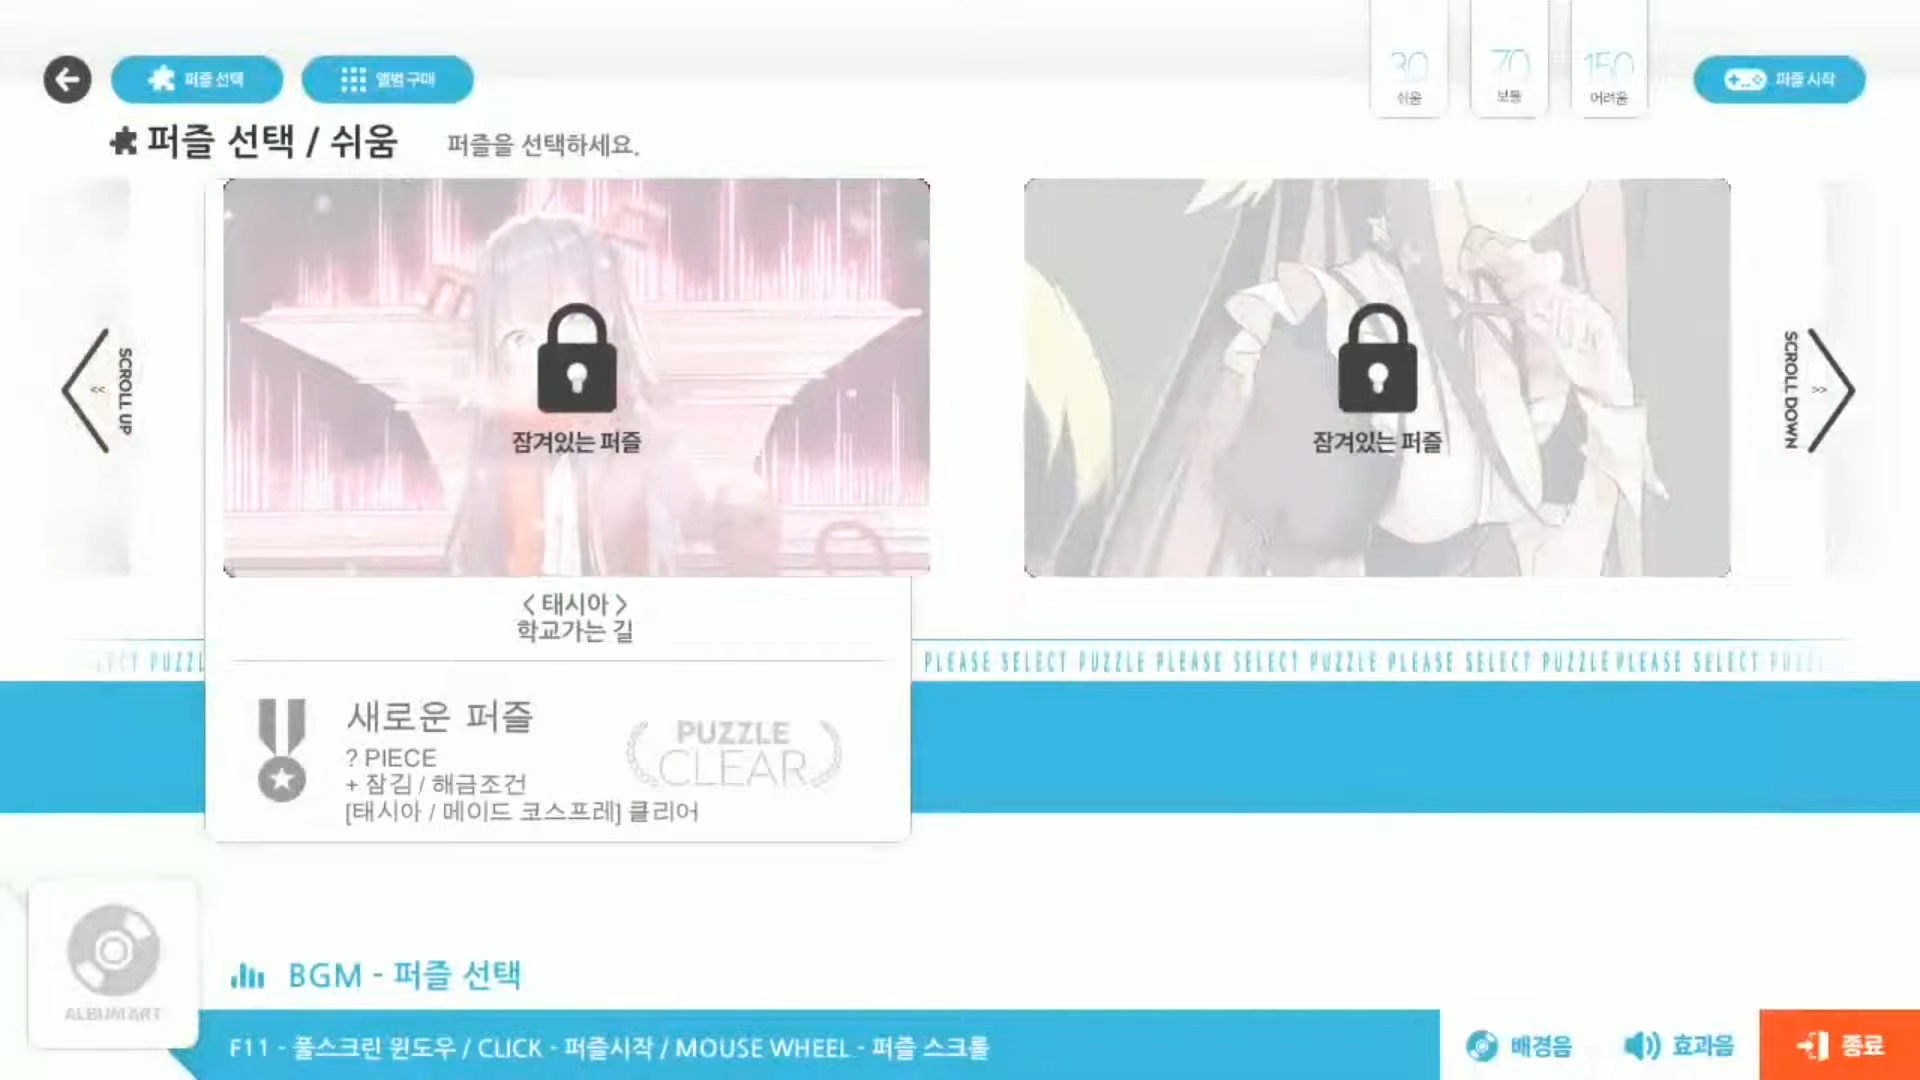 퍼즐 선택
앨범 구매
30
쉬움
70
보통
150
어려움
퍼즐 시작
퍼즐 선택 / 쉬움
퍼즐을 선택하세요.
<<
SCROLL UP
잠겨있는 퍼즐
잠겨있는 퍼즐
SCROLL DOWN
>>
< 태시아 >
학교가는 길
PUZZL
PLEASE SELECT PUZZLE PLEASE SELECT PUZZLE PLEASE SELECT PUZZLE PLEASE SELECT
새로운 퍼즐
? PIECE
+ 잠김 / 해금조건
[태시아 / 메이드 코스프레] 클리어
PUZZLE
CLEAR
ALBUM ART
BGM - 퍼즐 선택
F11 - 풀스크린 윈도우 / CLICK - 퍼즐시작 / MOUSE WHEEL - 퍼즐 스크롤
배경음
효과음
종료